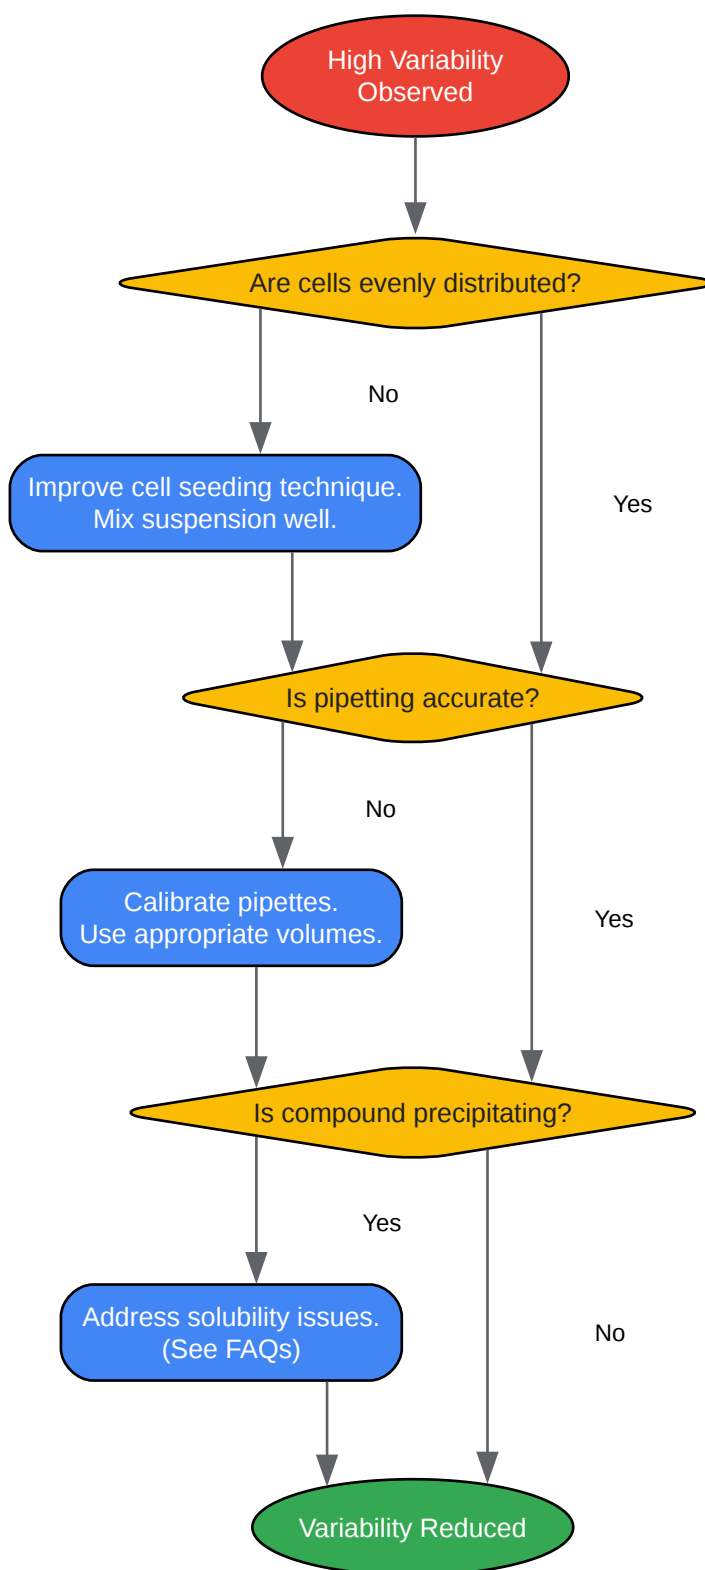 High Variability
Observed
Are cells evenly distributed?
No
Improve cell seeding technique.
Mix suspension well.
Yes
Is pipetting accurate?
No
Calibrate pipettes.
Use appropriate volumes.
Yes
Is compound precipitating?
Yes
Address solubility issues.
(See FAQs)
No
Variability Reduced